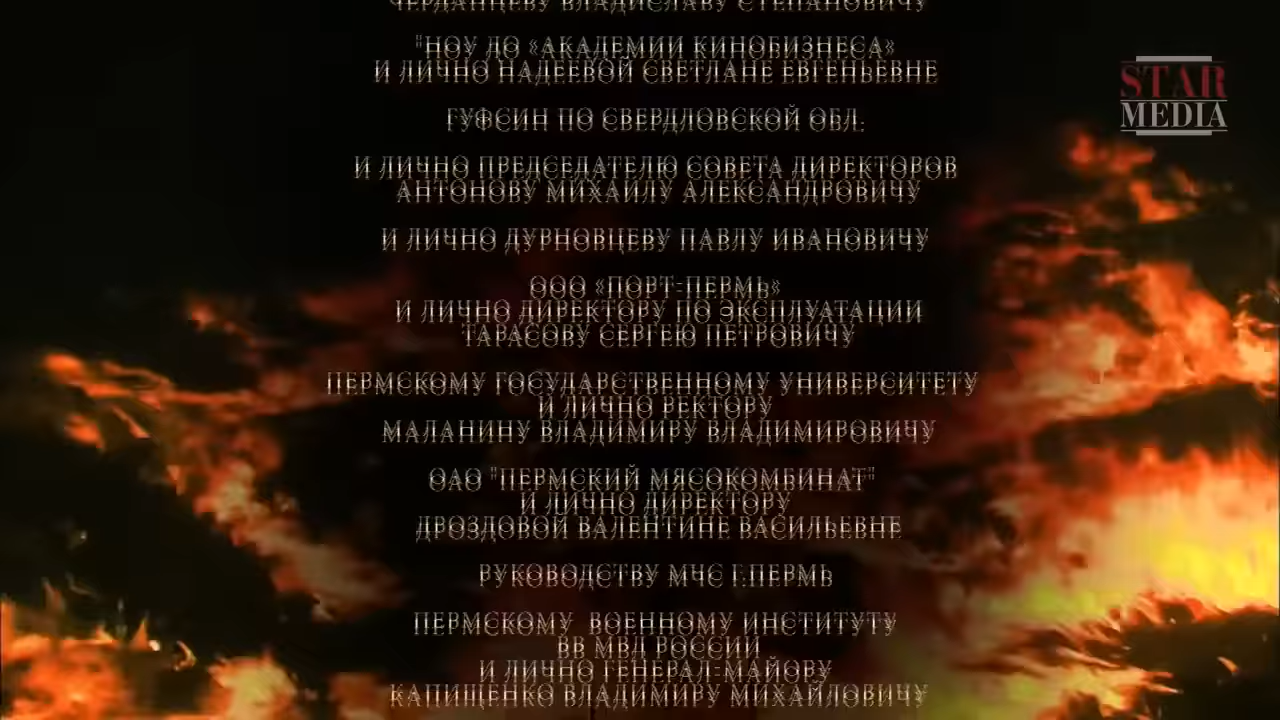 ЧЕРДАНЦЕВУ ВЛАДИСЛАВУ СТЕПАНОВИЧУ
"НОУ ДО «АКАДЕМИИ КИНОБИЗНЕСА»
И ЛИЧНО НАДЕЕВОЙ СВЕТЛАНЕ ЕВГЕНЬЕВНЕ
ГУФСИН ПО СВЕРДЛОВСКОЙ ОБЛ.
И ЛИЧНО ПРЕДСЕДАТЕЛЮ СОВЕТА ДИРЕКТОРОВ
АНТОНОВУ МИХАИЛУ АЛЕКСАНДРОВИЧУ
И ЛИЧНО ДУРНОВЦЕВУ ПАВЛУ ИВАНОВИЧУ
ООО «ПОРТ-ПЕРМЬ»
И ЛИЧНО ДИРЕКТОРУ ПО ЭКСПЛУАТАЦИИ
ТАРАСОВУ СЕРГЕЮ ПЕТРОВИЧУ
ПЕРМСКОМУ ГОСУДАРСТВЕННОМУ УНИВЕРСИТЕТУ
И ЛИЧНО РЕКТОРУ
МАЛАНИНУ ВЛАДИМИРУ ВЛАДИМИРОВИЧУ
ОАО "ПЕРМСКИЙ МЯСОКОМБИНАТ"
И ЛИЧНО ДИРЕКТОРУ
ДРОЗДОВОЙ ВАЛЕНТИНЕ ВАСИЛЬЕВНЕ
РУКОВОДСТВУ МЧС Г.ПЕРМЬ
ПЕРМСКОМУ ВОЕННОМУ ИНСТИТУТУ
ВВ МВД РОССИИ
И ЛИЧНО ГЕНЕРАЛ-МАЙОРУ
КАПИЩЕНКО ВЛАДИМИРУ МИХАЙЛОВИЧУ
STAR
MEDIA